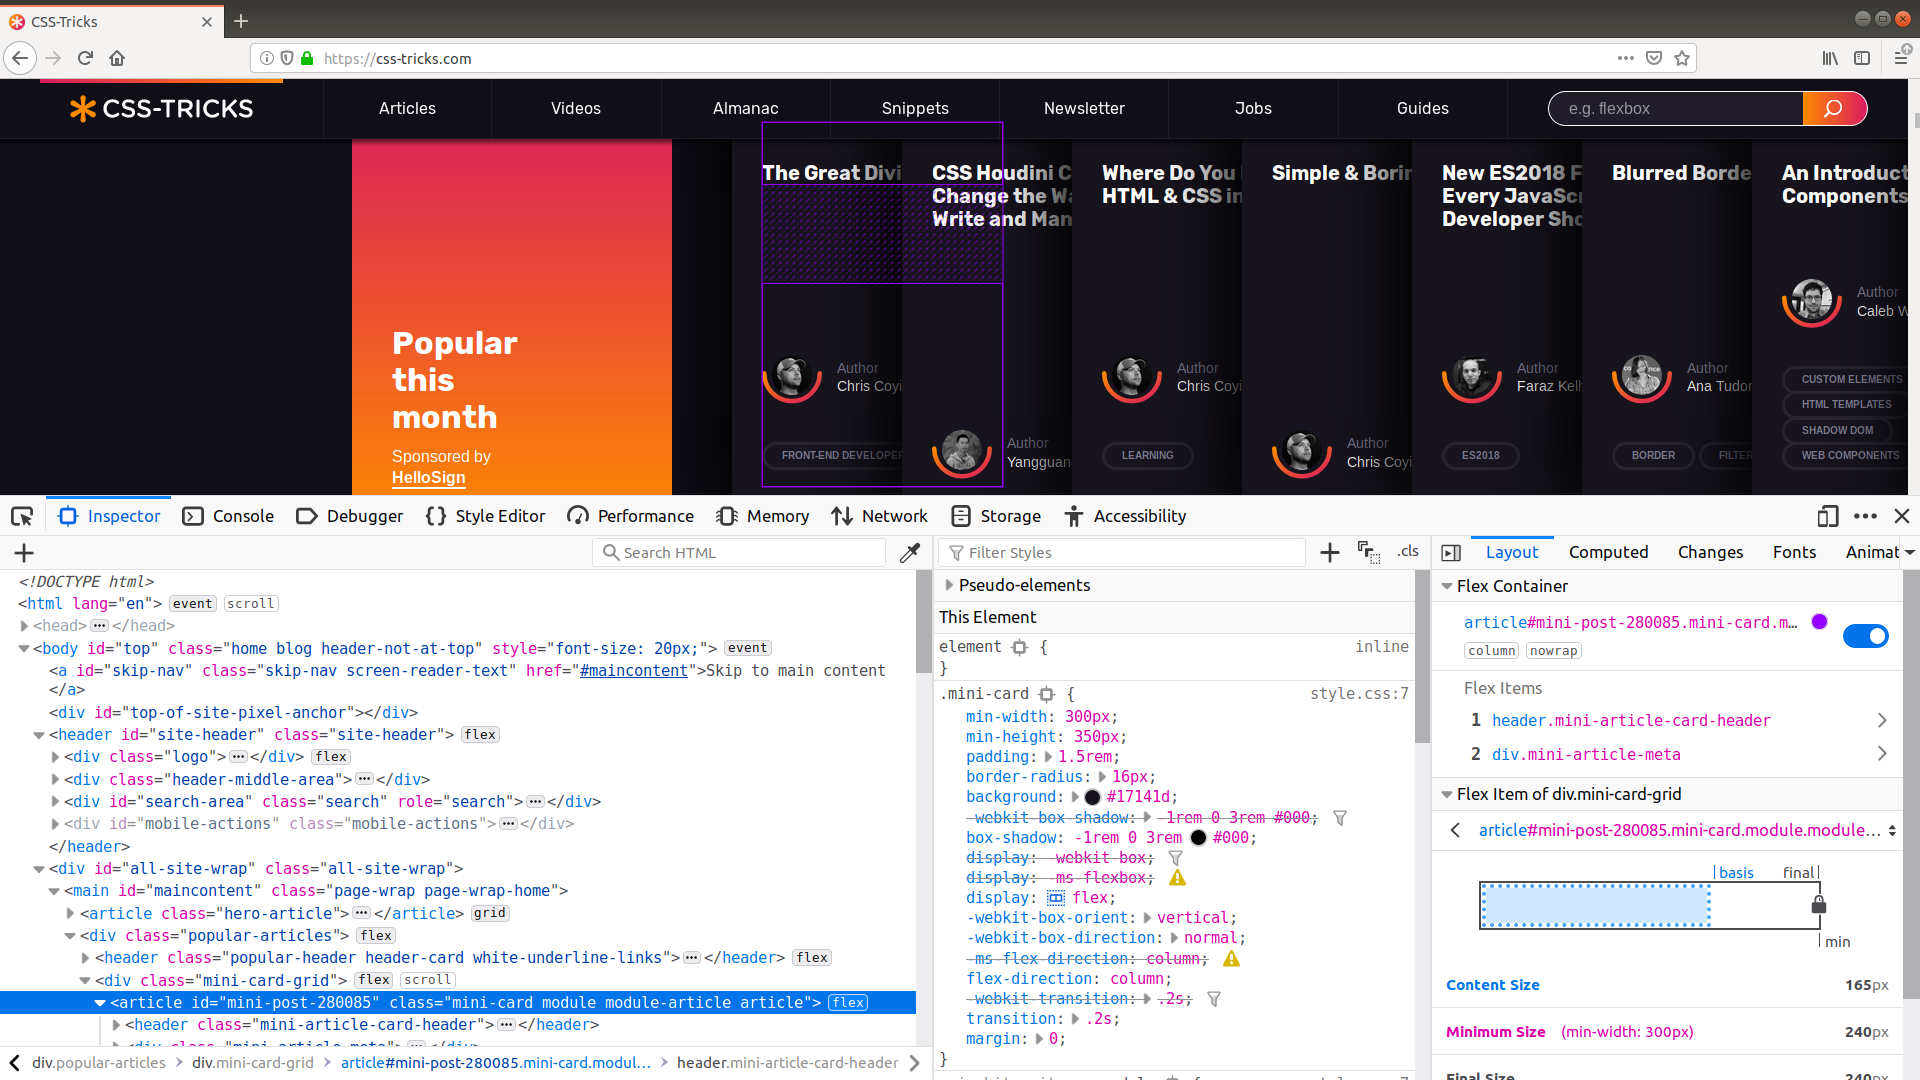 CSS-Tricks
https://css-tricks.com
CSS-TRICKS
Articles
Videos
Almanac
Snippets
Newsletter
Jobs
Guides
e.g. flexbox
Popular
this
month
Sponsored by
HelloSign
The Great Divi
Author
Chris Coyi
FRONT-END DEVELOPER
CSS Houdini C
Change the Wa
Write and Man
Author
Yangguan
Where Do You
HTML & CSS in
Author
Chris Coyi
LEARNING
Simple & Borin
Author
Chris Coyi
New ES2018 F
Every JavaScr
Developer Sho
Author
Faraz Kelh
ES2018
Blurred Borde
Author
Ana Tudor
BORDER
FILTER
An Introduct
Components
Author
Caleb W
CUSTOM ELEMENTS
HTML TEMPLATES
SHADOW DOM
WEB COMPONENTS
Inspector
Console
Debugger
{} Style Editor
Performance
Memory
Network
Storage
Accessibility
Search HTML
<!DOCTYPE html>
<html lang="en"> event scroll
<head>…</head>
<body id="top" class="home blog header-not-at-top" style="font-size: 20px;"> event
<a id="skip-nav" class="skip-nav screen-reader-text" href="#maincontent">Skip to main content
</a>
<div id="top-of-site-pixel-anchor"></div>
<header id="site-header" class="site-header"> flex
<div class="logo">…</div> flex
<div class="header-middle-area">…</div>
<div id="search-area" class="search" role="search">…</div>
<div id="mobile-actions" class="mobile-actions">…</div>
</header>
<div id="all-site-wrap" class="all-site-wrap">
<main id="maincontent" class="page-wrap page-wrap-home">
<article class="hero-article">…</article> grid
<div class="popular-articles"> flex
<header class="popular-header header-card white-underline-links">…</header> flex
<div class="mini-card-grid"> flex scroll
<article id="mini-post-280085" class="mini-card module module-article article"> flex
<header class="mini-article-card-header">…</header>
<div class="mini-article-meta">…</div>
div.popular-articles
div.mini-card-grid
article#mini-post-280085.mini-card.modul…
header.mini-article-card-header
Filter Styles
.cls
Pseudo-elements
This Element
element { inline
}
.mini-card { style.css:7
min-width: 300px;
min-height: 350px;
padding: 1.5rem;
border-radius: 16px;
background: #17141d;
-webkit-box-shadow: -1rem 0 3rem #000;
box-shadow: -1rem 0 3rem #000;
display: -webkit-box;
display: -ms-flexbox;
display: flex;
-webkit-box-orient: vertical;
-webkit-box-direction: normal;
-ms-flex-direction: column;
flex-direction: column;
-webkit-transition: .2s;
transition: .2s;
margin: 0;
}
Layout
Computed
Changes
Fonts
Animat
Flex Container
article#mini-post-280085.mini-card.m…
column nowrap
Flex Items
1 header.mini-article-card-header
2 div.mini-article-meta
Flex Item of div.mini-card-grid
article#mini-post-280085.mini-card.module.module…
basis
final
min
Content Size 165px
Minimum Size (min-width: 300px) 240px
Final Size 240px